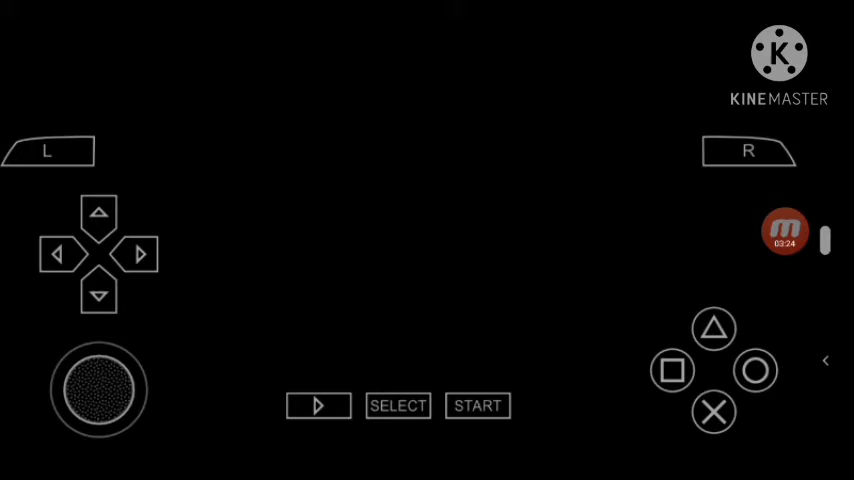 KINEMASTER
K
L
R
m
03:24
SELECT
START